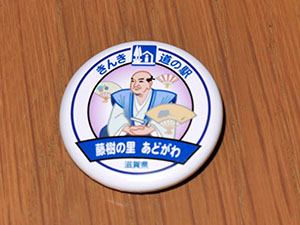 きんき 道の駅
藤樹の里 あどがわ
滋賀県